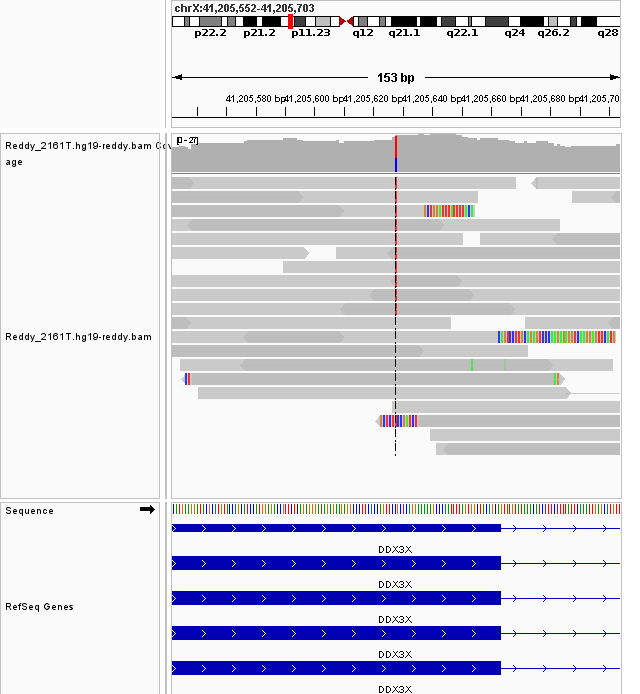 chrX:41,205,552-41,205,703
p22.2 p21.2 p11.23 q12 q21.1 q22.1 q24 q26.2 q28
153 bp
41,205,580 bp 41,205,600 bp 41,205,620 bp 41,205,640 bp 41,205,660 bp 41,205,680 bp 41,205,70
Reddy_2161T.hg19-reddy.bam Cov
age
[0 - 27]
Reddy_2161T.hg19-reddy.bam
Sequence
DDX3X
DDX3X
RefSeq Genes
DDX3X
DDX3X
DDX3X